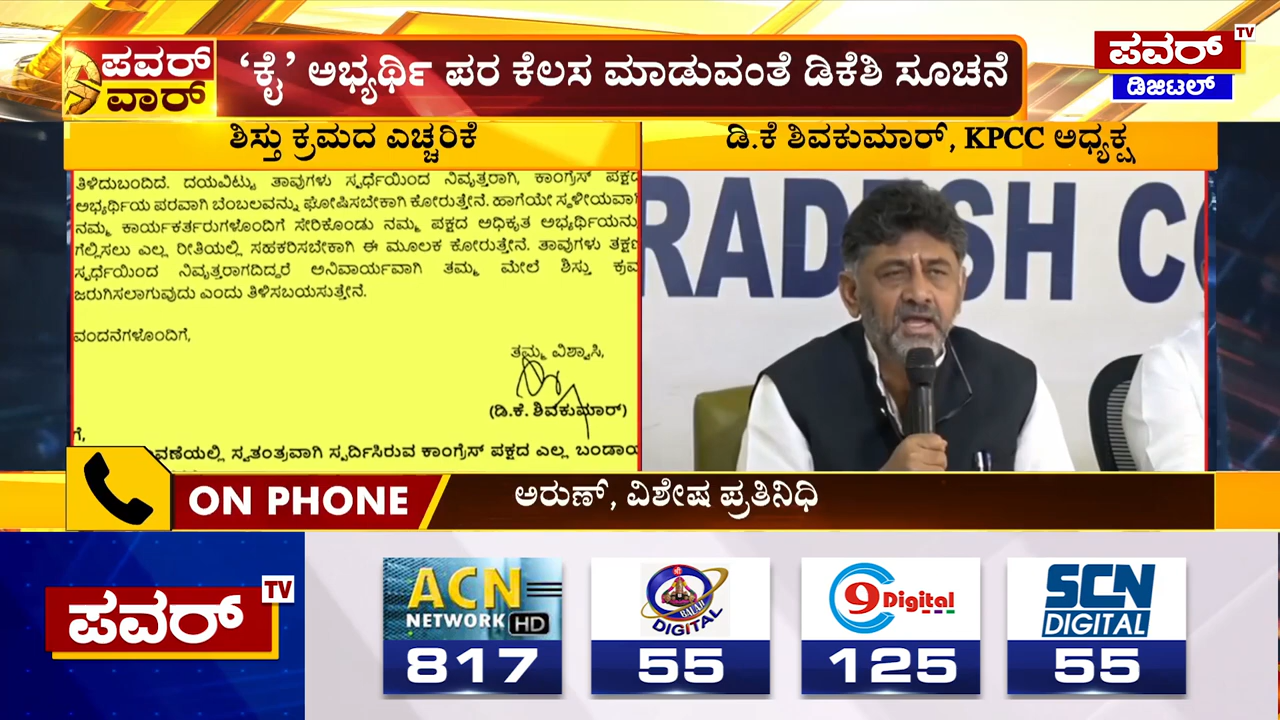 ಪವರ್
ವಾರ್
‘ಕೈ’ ಅಭ್ಯರ್ಥಿ ಪರ ಕೆಲಸ ಮಾಡುವಂತೆ ಡಿಕೆಶಿ ಸೂಚನೆ
ಪವರ್ TV
ಡಿಜಿಟಲ್
ಶಿಸ್ತು ಕ್ರಮದ ಎಚ್ಚರಿಕೆ
ಡಿ.ಕೆ ಶಿವಕುಮಾರ್, KPCC ಅಧ್ಯಕ್ಷ
ತಿಳಿದುಬಂದಿದೆ. ದಯವಿಟ್ಟು ತಾವುಗಳು ಸ್ಪರ್ಧೆಯಿಂದ ನಿವೃತ್ತರಾಗಿ, ಕಾಂಗ್ರೆಸ್ ಪಕ್ಷದ
ಅಭ್ಯರ್ಥಿಯ ಪರವಾಗಿ ಬೆಂಬಲವನ್ನು ಘೋಷಿಸಬೇಕಾಗಿ ಕೋರುತ್ತೇನೆ. ಹಾಗೆಯೇ ಸ್ಥಳೀಯವಾಗಿ
ನಮ್ಮ ಕಾರ್ಯಕರ್ತರುಗಳೊಂದಿಗೆ ಸೇರಿಕೊಂಡು ನಮ್ಮ ಪಕ್ಷದ ಅಧಿಕೃತ ಅಭ್ಯರ್ಥಿಯನ್ನು
ಗೆಲ್ಲಿಸಲು ಎಲ್ಲ ರೀತಿಯಲ್ಲಿ ಸಹಕರಿಸಬೇಕಾಗಿ ಈ ಮೂಲಕ ಕೋರುತ್ತೇನೆ. ತಾವುಗಳು ತಕ್ಷಣ
ಸ್ಪರ್ಧೆಯಿಂದ ನಿವೃತ್ತರಾಗದಿದ್ದರೆ ಅನಿವಾರ್ಯವಾಗಿ ತಮ್ಮ ಮೇಲೆ ಶಿಸ್ತು ಕ್ರಮ
ಜರುಗಿಸಲಾಗುವುದು ಎಂದು ತಿಳಿಸಬಯಸುತ್ತೇನೆ.
ವಂದನೆಗಳೊಂದಿಗೆ,
ತಮ್ಮ ವಿಶ್ವಾಸಿ,
(ಡಿ.ಕೆ. ಶಿವಕುಮಾರ್)
ಗೆ,
ಸ್ವತಂತ್ರವಾಗಿ ಸ್ಪರ್ದಿಸಿರುವ ಕಾಂಗ್ರೆಸ್ ಪಕ್ಷದ ಎಲ್ಲ ಬಂಡಾಯ
RADESH CO
ON PHONE
ಅರುಣ್, ವಿಶೇಷ ಪ್ರತಿನಿಧಿ
ಪವರ್ TV
ACN
NETWORK HD
817
BALAJI
DIGITAL
55
C 9 Digital
125
SCN
DIGITAL
55